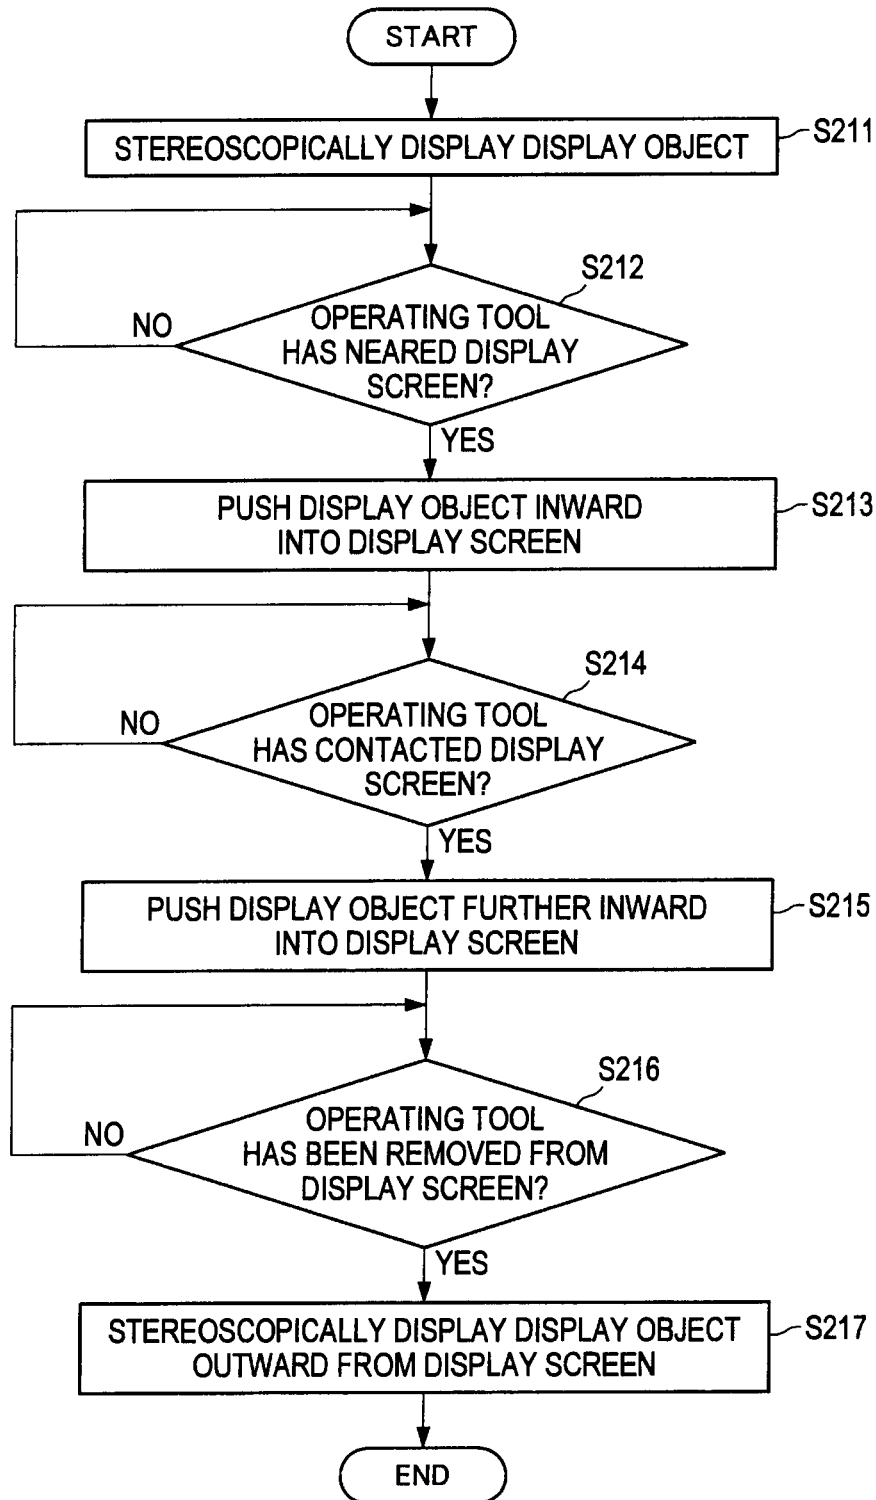 START
STEREOSCOPICALLY DISPLAY DISPLAY OBJECT
S211
S212
OPERATING TOOL
HAS NEARED DISPLAY
SCREEN?
NO
YES
PUSH DISPLAY OBJECT INWARD
INTO DISPLAY SCREEN
S213
S214
OPERATING TOOL
HAS CONTACTED DISPLAY
SCREEN?
NO
YES
PUSH DISPLAY OBJECT FURTHER INWARD
INTO DISPLAY SCREEN
S215
S216
OPERATING TOOL
HAS BEEN REMOVED FROM
DISPLAY SCREEN?
NO
YES
STEREOSCOPICALLY DISPLAY DISPLAY OBJECT
OUTWARD FROM DISPLAY SCREEN
S217
END